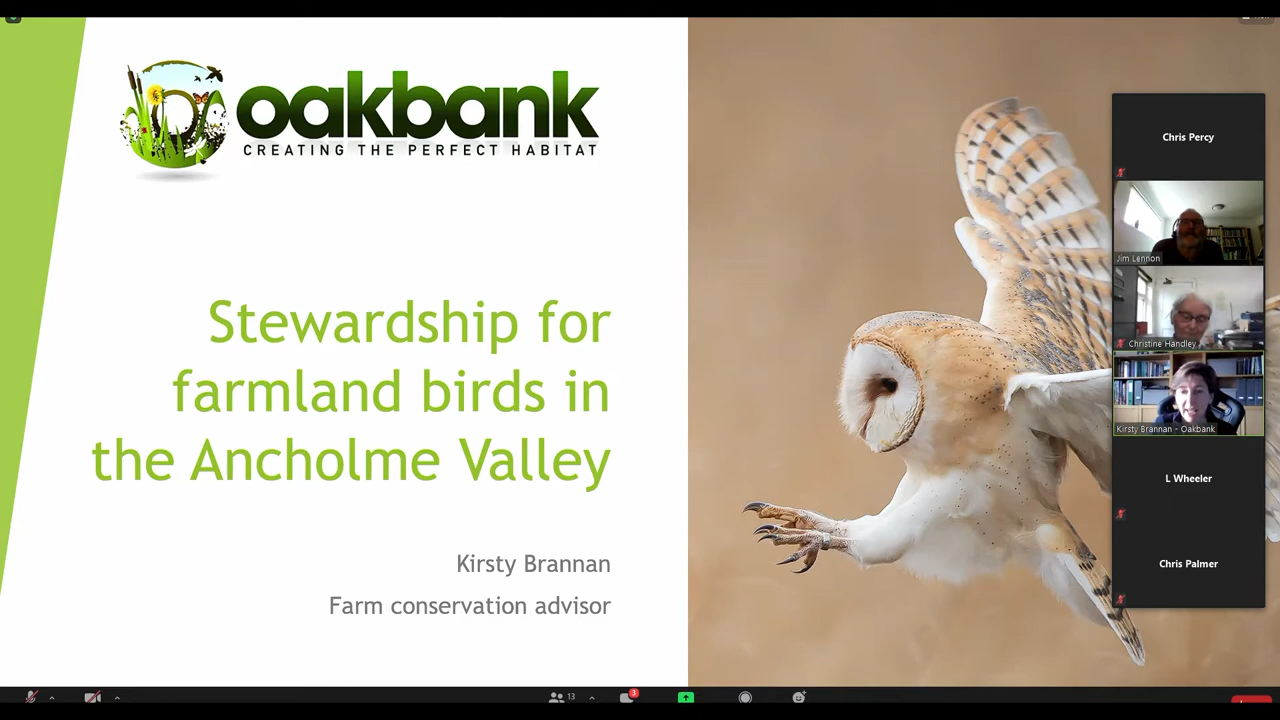 oakbank
CREATING THE PERFECT HABITAT
Stewardship for
farmland birds in
the Ancholme Valley
Kirsty Brannan
Farm conservation advisor
Chris Percy
Jim Lennon
Christine Handley
Kirsty Brannan - Oakbank
L Wheeler
Chris Palmer
13
3